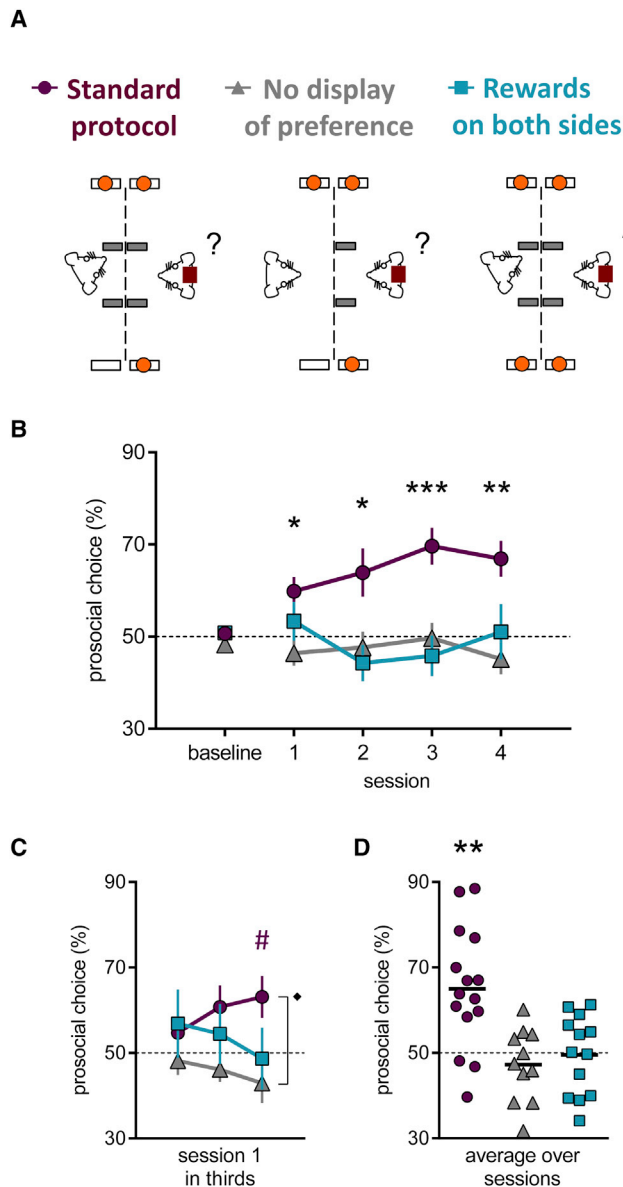 A
Standard protocol
No display of preference
Rewards on both sides
?
?
B
prosocial choice (%)
90
70
50
30
*
*
***
**
baseline
1
2
3
4
session
C
prosocial choice (%)
90
70
50
30
#
session 1
in thirds
D
prosocial choice (%)
90
70
50
30
**
average over
sessions